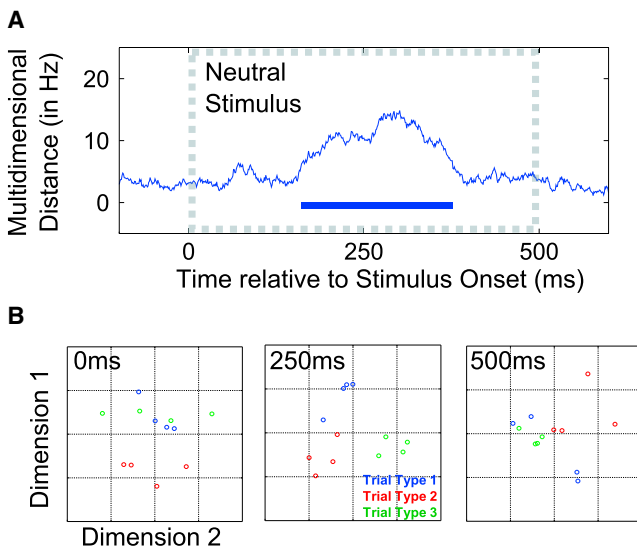 A
Multidimensional
Distance (in Hz)
20
10
0
Neutral
Stimulus
0
250
500
Time relative to Stimulus Onset (ms)
B
Dimension 1
0ms
250ms
500ms
Trial Type 1
Trial Type 2
Trial Type 3
Dimension 2